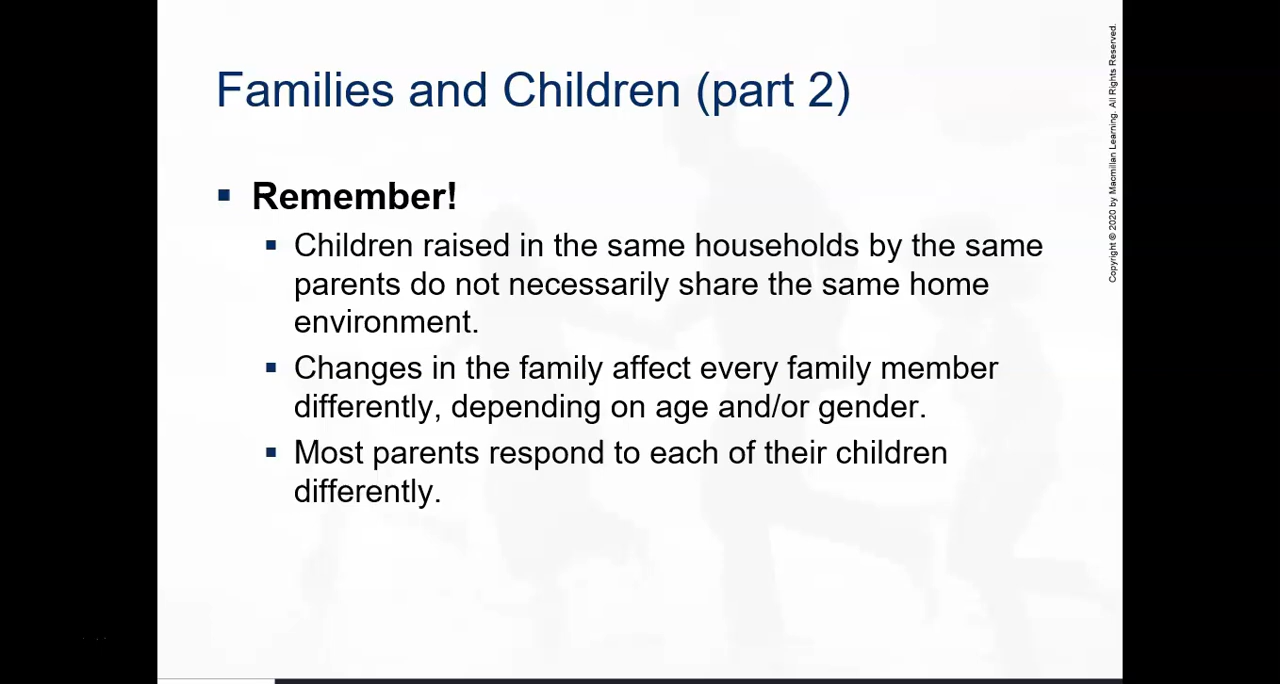 Families and Children (part 2)
Remember!
Children raised in the same households by the same
parents do not necessarily share the same home
environment.
Changes in the family affect every family member
differently, depending on age and/or gender.
Most parents respond to each of their children
differently.
Copyright © 2020 by Macmillan Learning. All Rights Reserved.